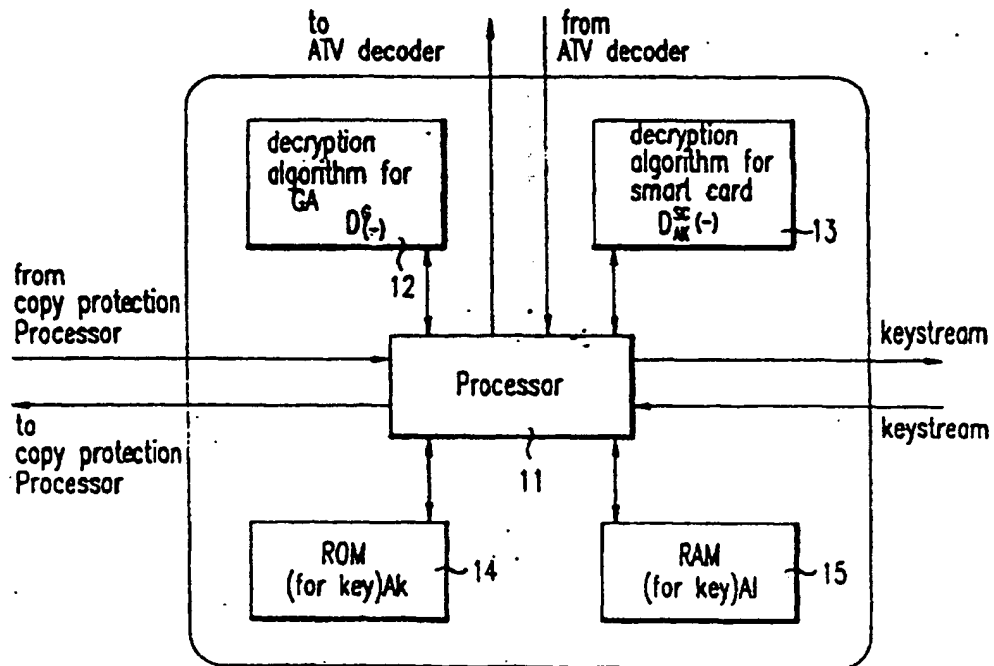 to
ATV decoder
from
ATV decoder
decryption
algorithm for
GA
D^G_(-)
12
decryption
algorithm for
smart card
D^SC_AK(-)
13
from
copy protection
Processor
keystream
Processor
11
to
copy protection
Processor
keystream
ROM
(for key)Ak
14
RAM
(for key)Al
15